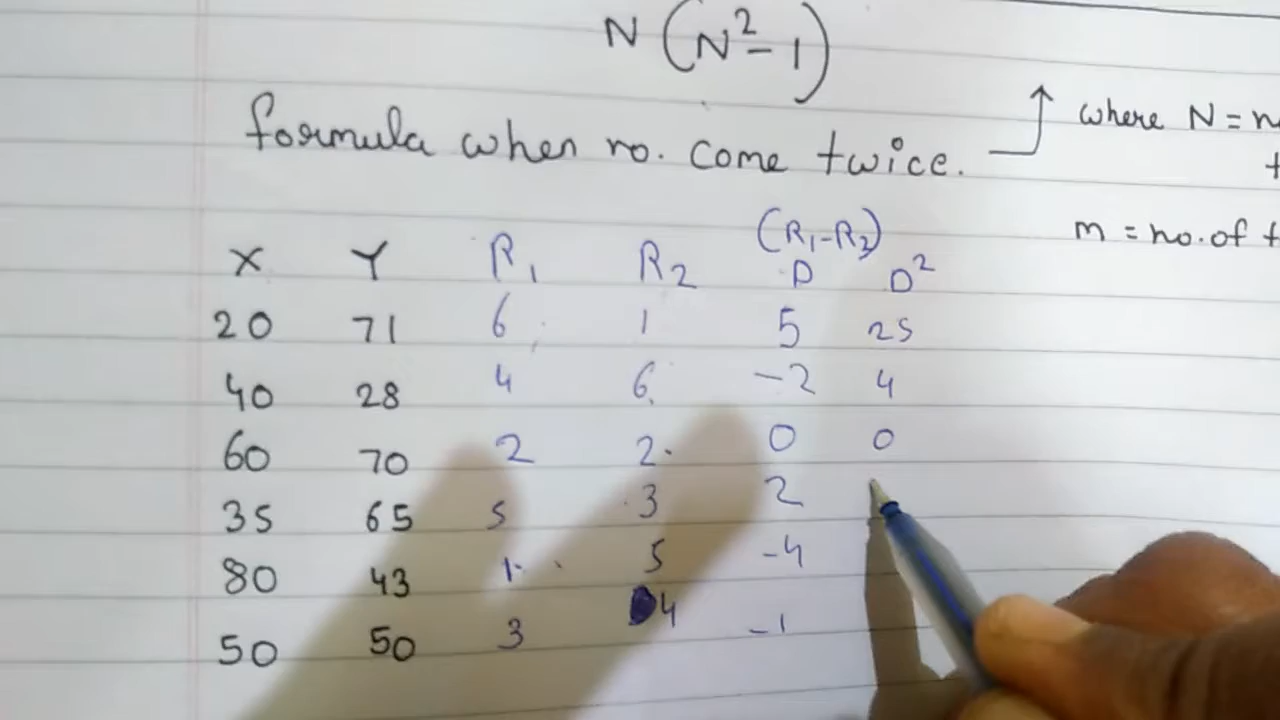 N (N²-1)
formula when no. come twice.
where N = n
m = no. of t
(R₁-R₂)
X Y R₁ R₂ D D²
20 71 6 1 5 25
40 28 4 6 -2 4
60 70 2 2 0 0
35 65 5 3 2
80 43 1 5 -4
50 50 3 4 -1